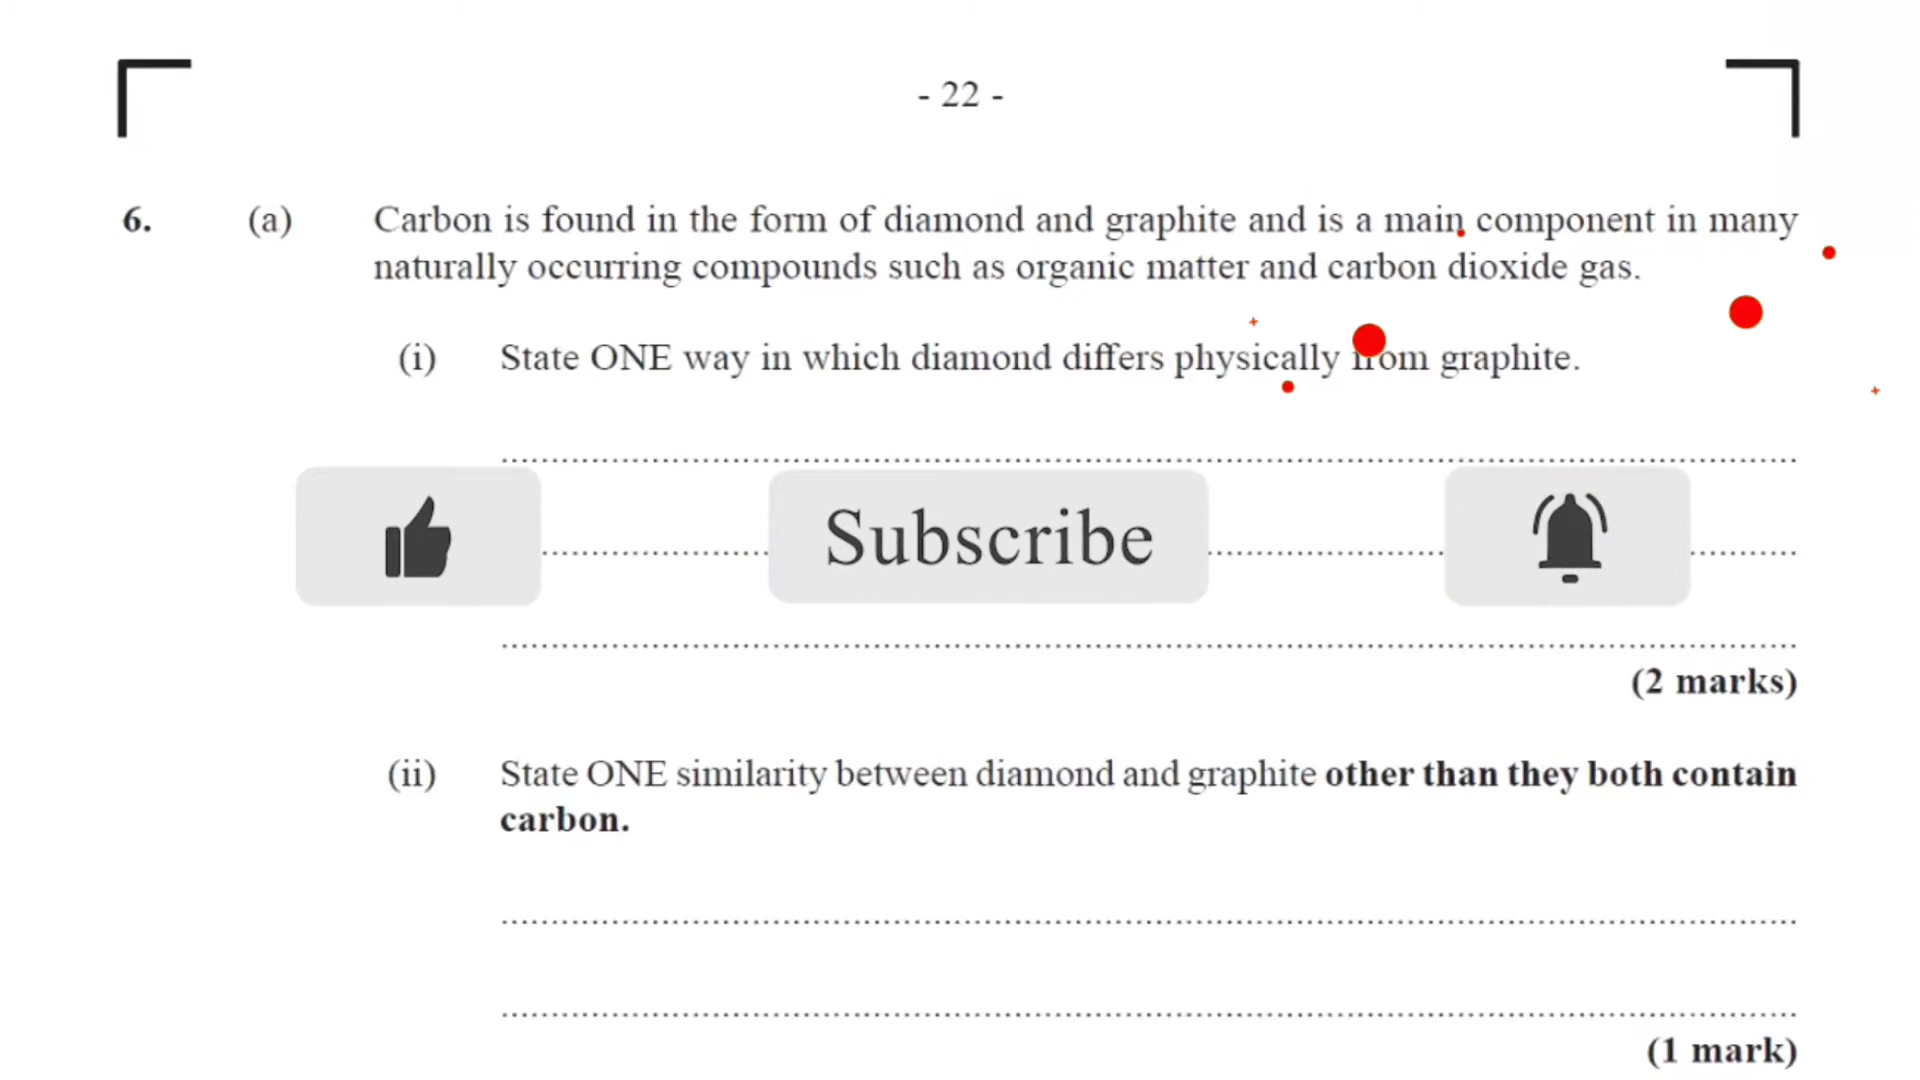 - 22 -
6. (a) Carbon is found in the form of diamond and graphite and is a main component in many
naturally occurring compounds such as organic matter and carbon dioxide gas.
(i) State ONE way in which diamond differs physically from graphite.
Subscribe
(2 marks)
(ii) State ONE similarity between diamond and graphite other than they both contain
carbon.
(1 mark)